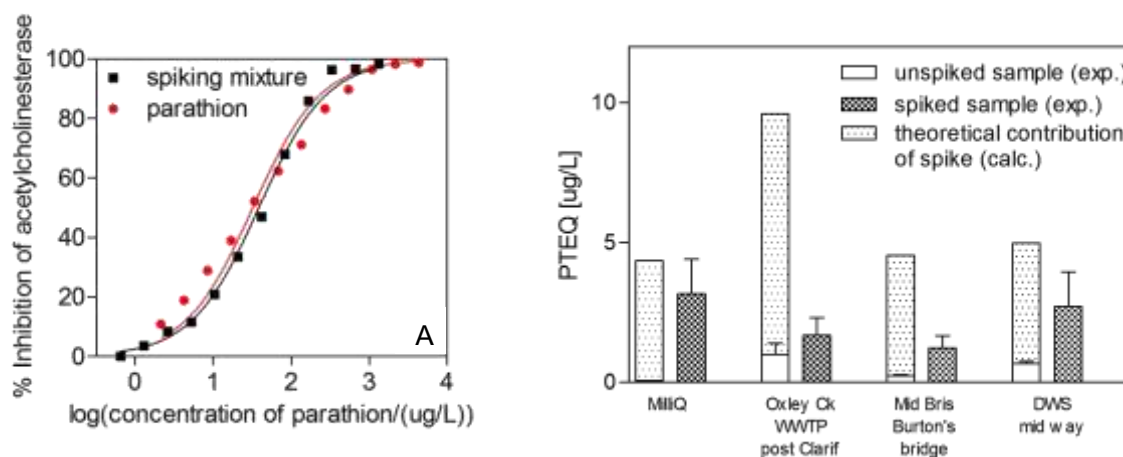 100
80
60
40
20
0
% Inhibition of acetylcholinesterase
spiking mixture
parathion
A
0 1 2 3 4
log(concentration of parathion/(ug/L))
10
5
0
PTEQ [ug/L]
unspiked sample (exp.)
spiked sample (exp.)
theoretical contribution
of spike (calc.)
MilliQ
Oxley Ck
WWTP
post Clarif
Mid Bris
Burton's
bridge
DWS
mid way